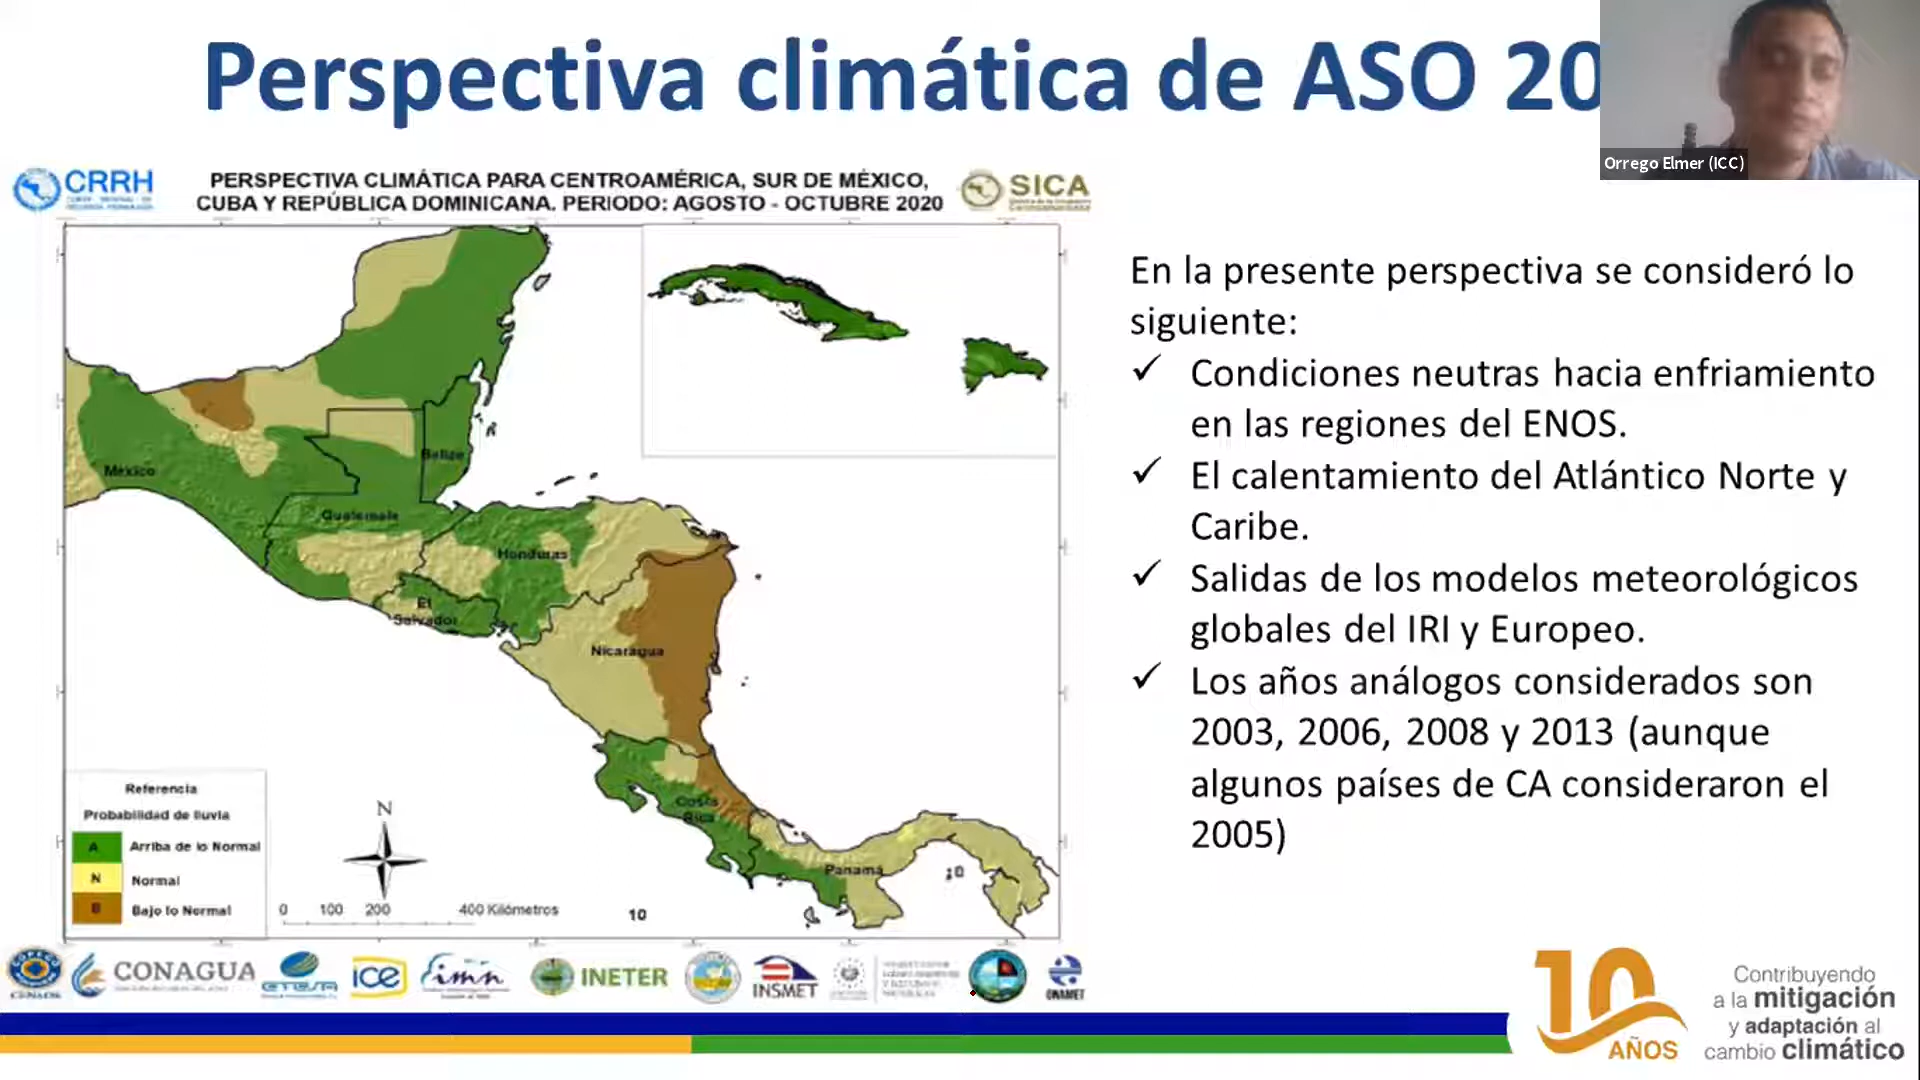 Perspectiva climática de ASO 20
Orrego Elmer (ICC)
CRRH
PERSPECTIVA CLIMÁTICA PARA CENTROAMÉRICA, SUR DE MÉXICO,
CUBA Y REPÚBLICA DOMINICANA. PERIODO: AGOSTO - OCTUBRE 2020
SICA
En la presente perspectiva se consideró lo
siguiente:
✓ Condiciones neutras hacia enfriamiento
en las regiones del ENOS.
✓ El calentamiento del Atlántico Norte y
Caribe.
✓ Salidas de los modelos meteorológicos
globales del IRI y Europeo.
✓ Los años análogos considerados son
2003, 2006, 2008 y 2013 (aunque
algunos países de CA consideraron el
2005)
México
Belize
Guatemala
Honduras
El
Salvador
Nicaragua
Costa
Rica
Panamá
Referencia
Probabilidad de lluvia
A Arriba de lo Normal
N Normal
B Bajo lo Normal
N
0 100 200 400 Kilómetros
10
CONAGUA
ice
imn
INETER
INSMET
ONAMET
10
AÑOS
Contribuyendo
a la mitigación
y adaptación al
cambio climático